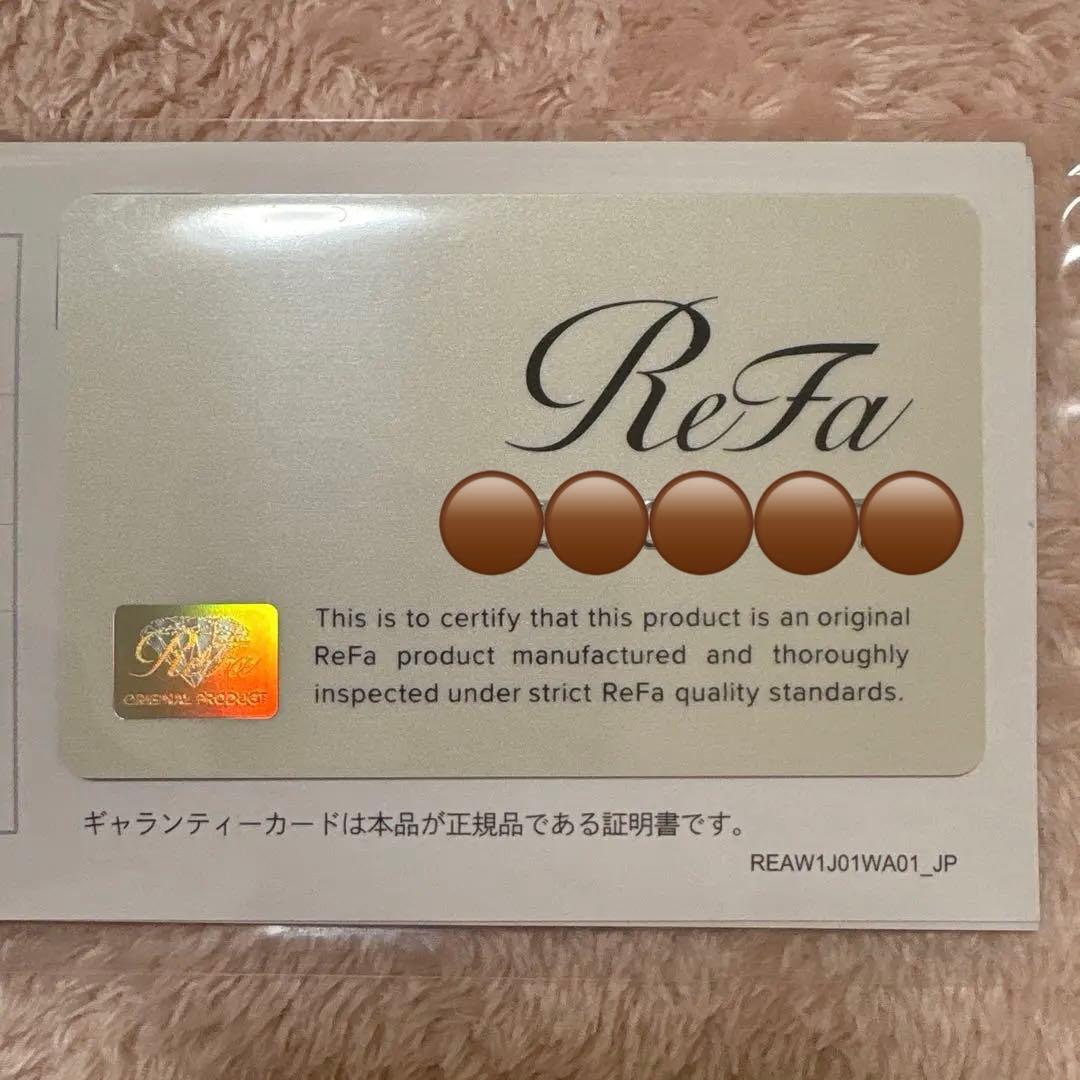 ReFa
This is to certify that this product is an original
ReFa product manufactured and thoroughly
inspected under strict ReFa quality standards.
ReFa
ORIGINAL PRODUCT
ギャランティーカードは本品が正規品である証明書です。
REAW1J01WA01_JP